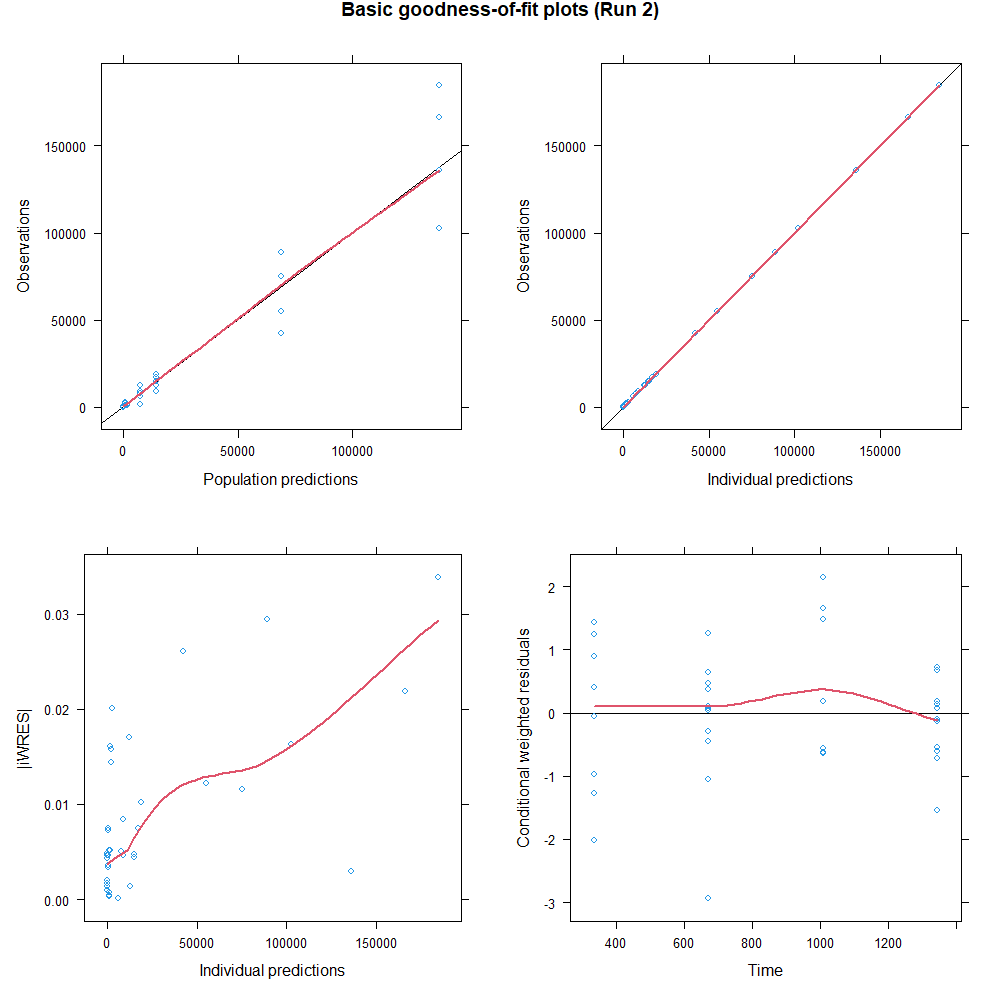 Basic goodness-of-fit plots (Run 2)
150000
100000
50000
0
Observations
0 50000 100000
Population predictions
150000
100000
50000
0
Observations
0 50000 100000 150000
Individual predictions
0.03
0.02
0.01
0.00
|iWRES|
0 50000 100000 150000
Individual predictions
2
1
0
-1
-2
-3
Conditional weighted residuals
400 600 800 1000 1200
Time